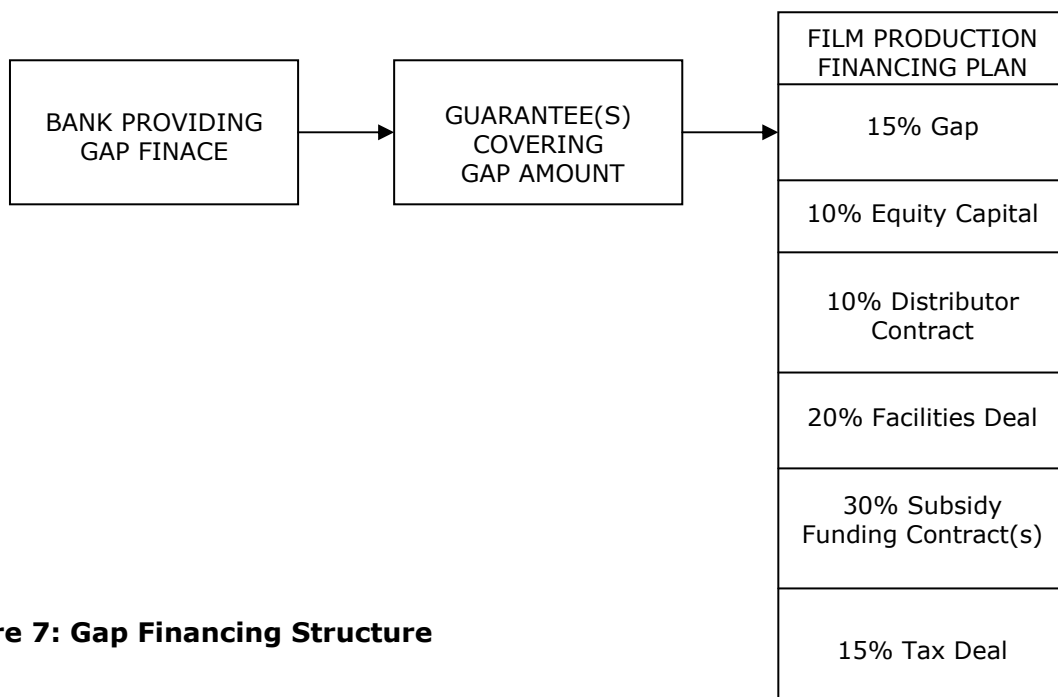 BANK PROVIDING
GAP FINACE
GUARANTEE(S)
COVERING
GAP AMOUNT
FILM PRODUCTION
FINANCING PLAN
15% Gap
10% Equity Capital
10% Distributor
Contract
20% Facilities Deal
30% Subsidy
Funding Contract(s)
15% Tax Deal
re 7: Gap Financing Structure